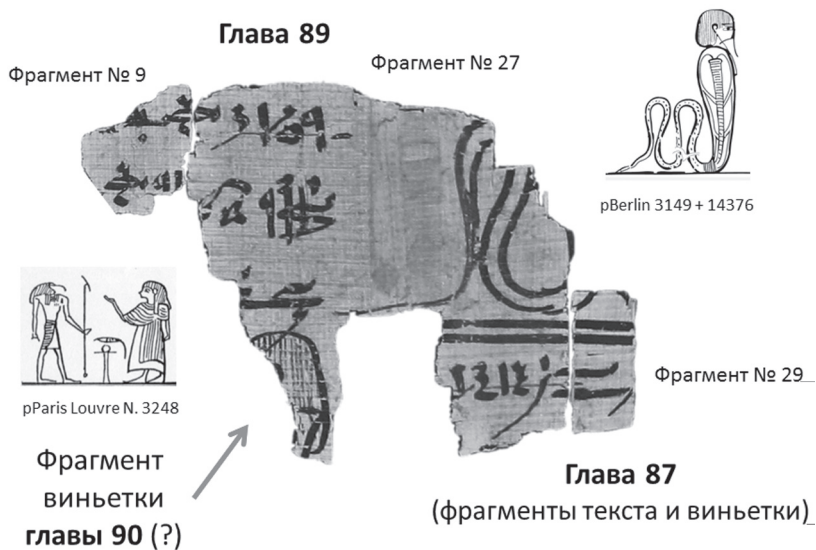 Глава 89
Фрагмент № 9
Фрагмент № 27
pBerlin 3149 + 14376
pParis Louvre N. 3248
Фрагмент № 29
Фрагмент
виньетки
главы 90 (?)
Глава 87
(фрагменты текста и виньетки)